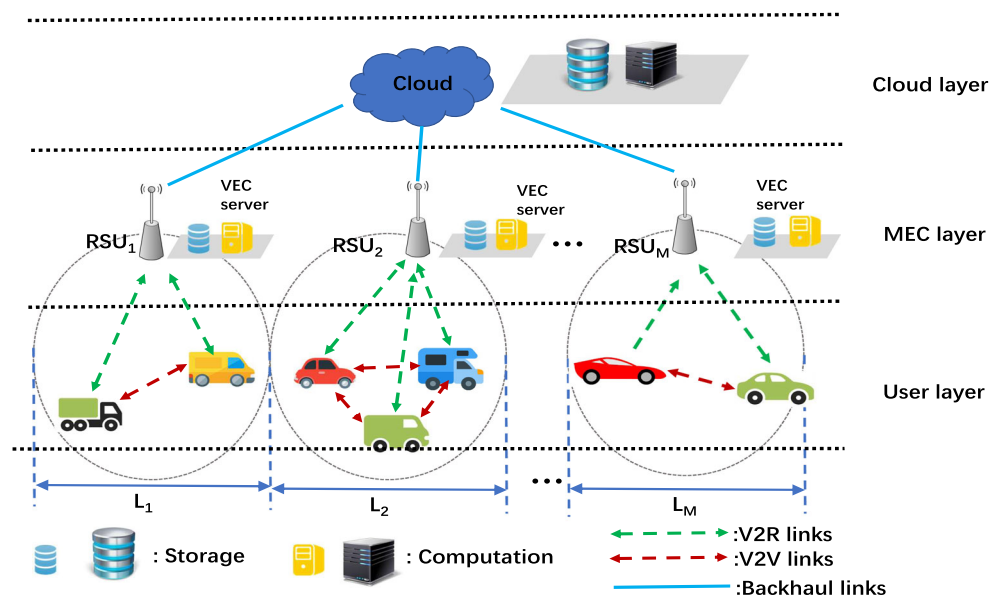 Cloud
Cloud layer
VEC
server
VEC
server
VEC
server
RSU1
RSU2
...
RSUM
MEC layer
User layer
...
L1
L2
LM
: Storage
: Computation
:V2R links
:V2V links
:Backhaul links